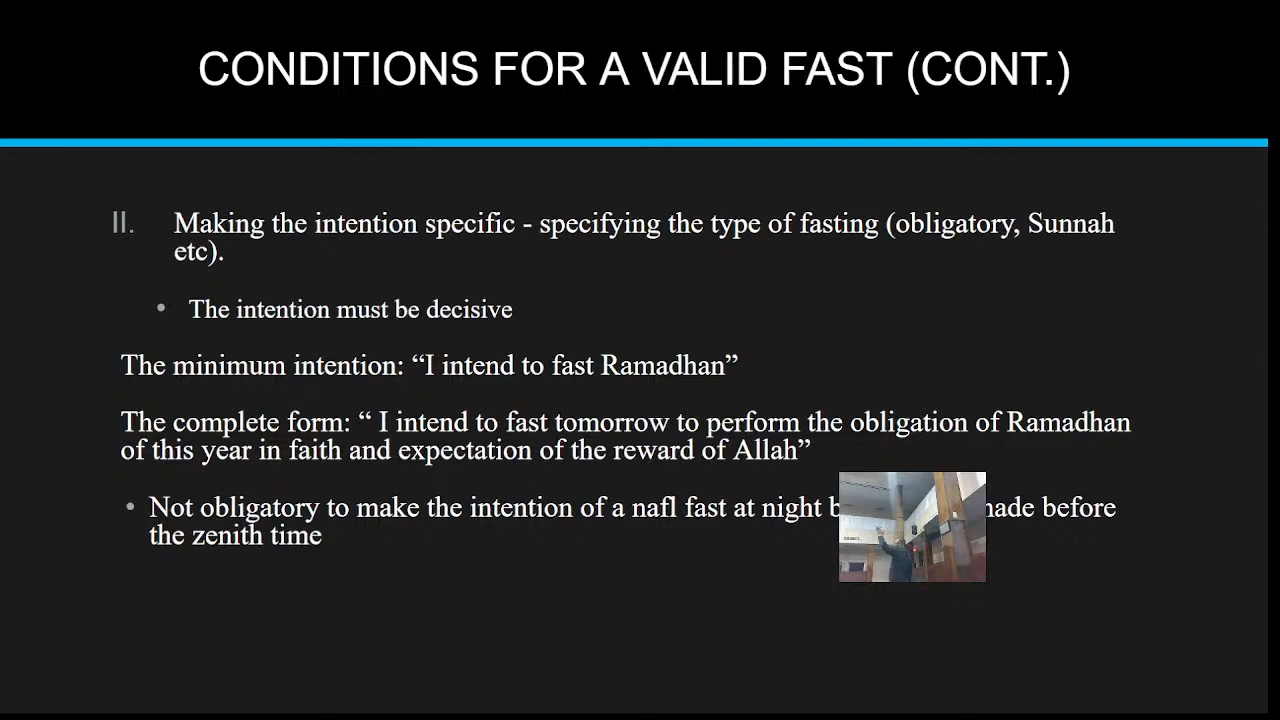 CONDITIONS FOR A VALID FAST (CONT.)
II. Making the intention specific - specifying the type of fasting (obligatory, Sunnah
etc).
• The intention must be decisive
The minimum intention: “I intend to fast Ramadhan”
The complete form: “ I intend to fast tomorrow to perform the obligation of Ramadhan
of this year in faith and expectation of the reward of Allah”
• Not obligatory to make the intention of a nafl fast at night before
the zenith time